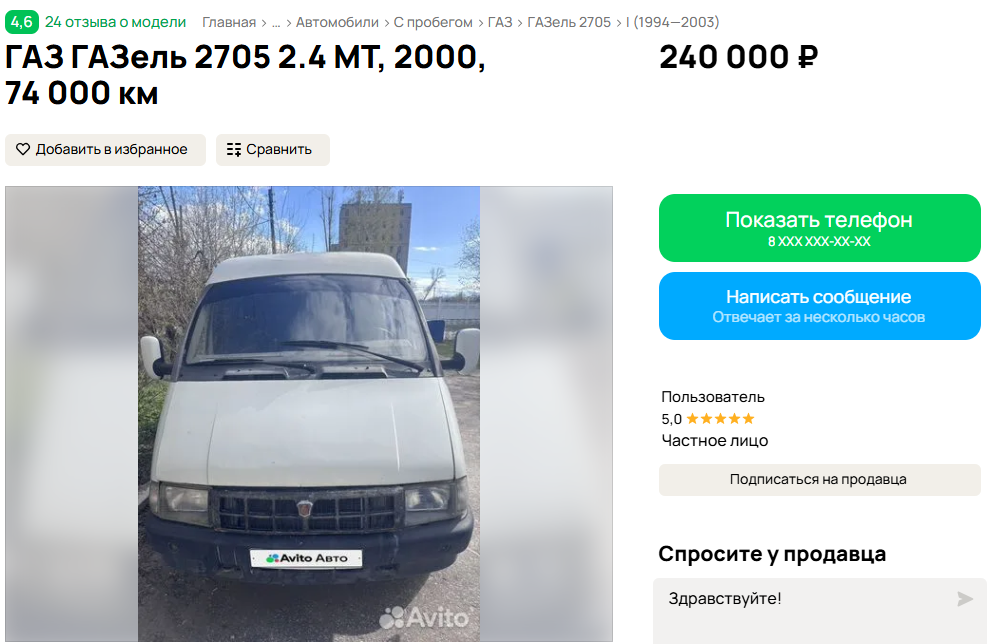 4,6 24 отзыва о модели Главная › ... › Автомобили › С пробегом › ГАЗ › ГАЗель 2705 › I (1994—2003)
ГАЗ ГАЗель 2705 2.4 MT, 2000,
74 000 км
240 000 ₽
Добавить в избранное
Сравнить
Avito Авто
Avito
Показать телефон
8 XXX XXX-XX-XX
Написать сообщение
Отвечает за несколько часов
Пользователь
5,0
Частное лицо
Подписаться на продавца
Спросите у продавца
Здравствуйте!